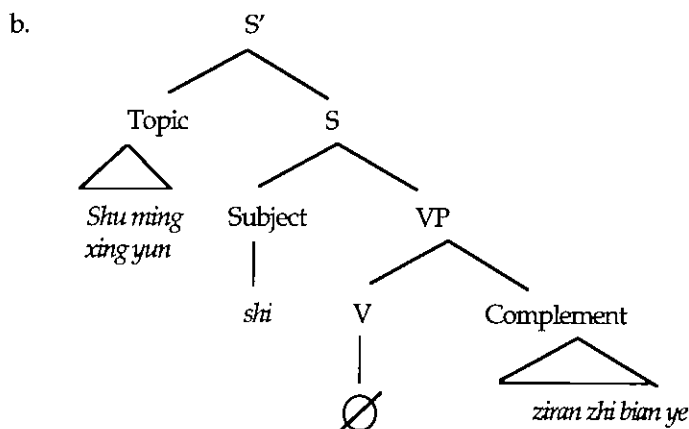 b.
S'
Topic S
Shu ming Subject VP
xing yun
shi V Complement
∅ ziran zhi bian ye